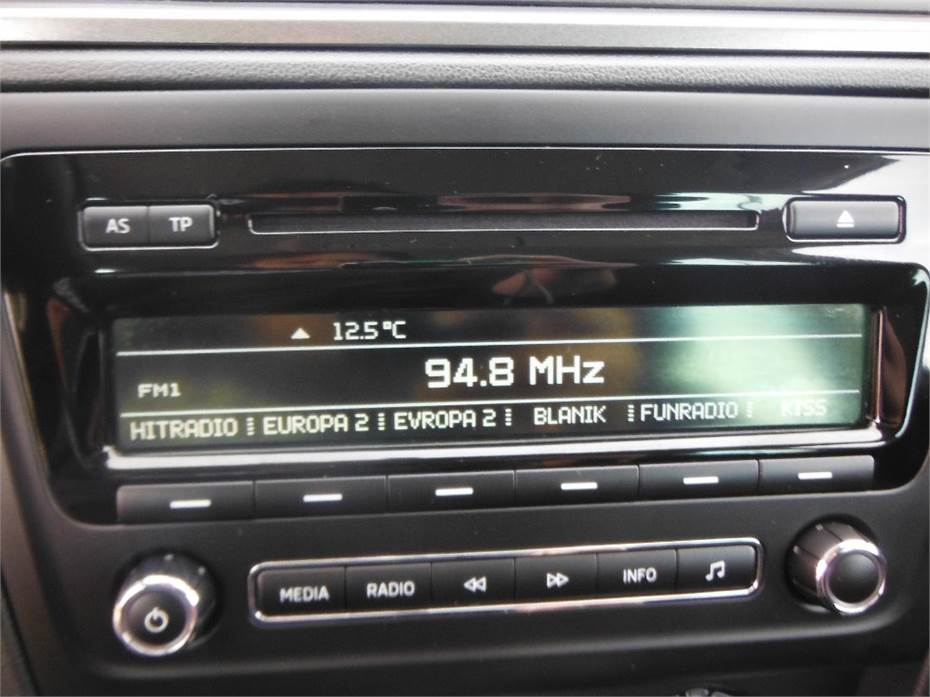 AS TP
12.5°C
94.8 MHz
FM1
HITRADIO EUROPA 2 EVROPA 2 BLANIK FUNRADIO KISS
MEDIA RADIO INFO